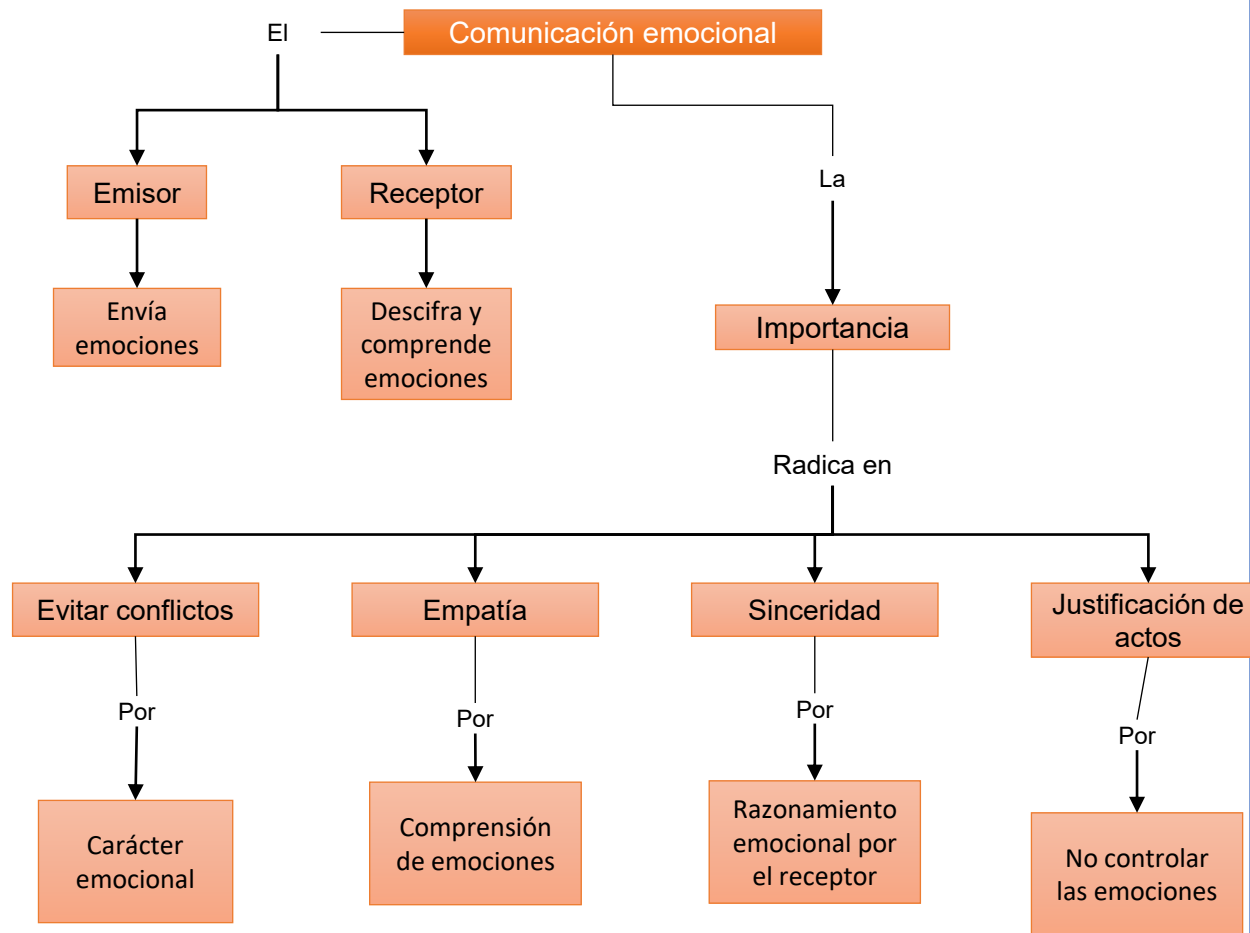 El
Comunicación emocional
Emisor
Receptor
La
Envía
emociones
Descifra y
comprende
emociones
Importancia
Radica en
Evitar conflictos
Empatía
Sinceridad
Justificación de
actos
Por
Por
Por
Por
Carácter
emocional
Comprensión
de emociones
Razonamiento
emocional por
el receptor
No controlar
las emociones